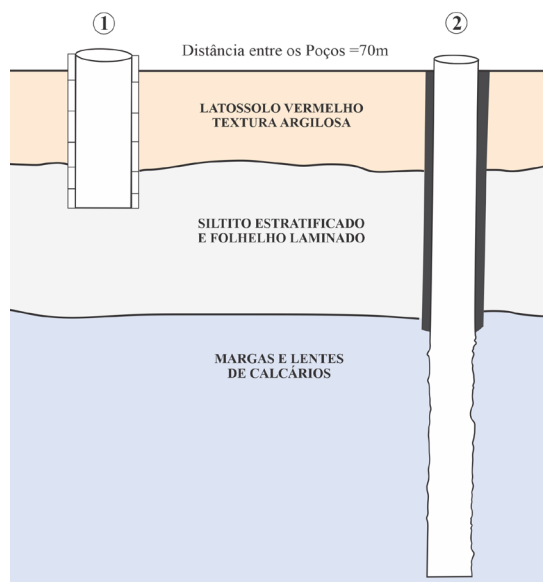 1
2
Distância entre os Poços =70m
LATOSSOLO VERMELHO
TEXTURA ARGILOSA
SILTITO ESTRATIFICADO
E FOLHELHO LAMINADO
MARGAS E LENTES
DE CALCÁRIOS